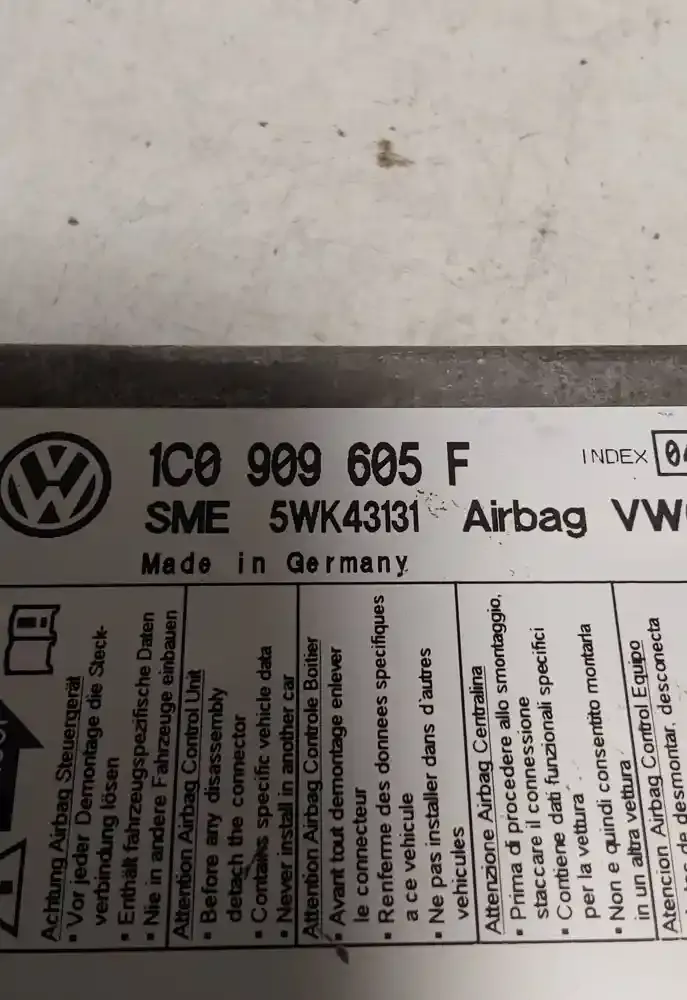 1C0 909 605 F
INDEX 04
SME 5WK43131 Airbag VW
Made in Germany
Achtung Airbag Steuergerät
• Vor jeder Demontage die Steck-
verbindung lösen
• Enthält fahrzeugspezifische Daten
• Nie in andere Fahrzeuge einbauen
Attention Airbag Control Unit
• Before any disassembly
detach the connector
• Contains specific vehicle data
• Never install in another car
Attention Airbag Controle Boitier
• Avant tout demontage enlever
le connecteur
• Renferme des donnees specifiques
a ce vehicule
• Ne pas installer dans d'autres
vehicules
Attenzione Airbag Centralina
• Prima di procedere allo smontaggio,
staccare il connessione
• Contiene dati funzionali specifici
per la vettura
• Non e quindi consentito montarla
in un altra vettura
Atencion Airbag Control Equipo
de desmontar, desconecta